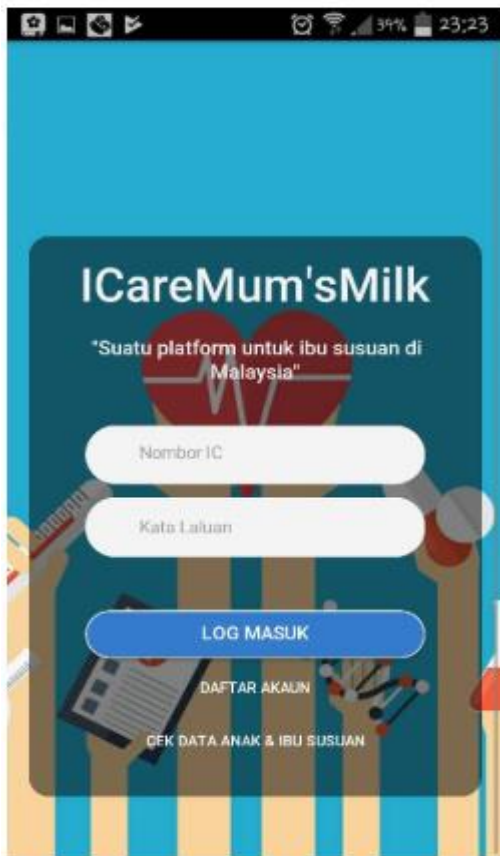 39% 23:23
ICareMum'sMilk
"Suatu platform untuk ibu susuan di
Malaysia"
Nombor IC
Kata Laluan
LOG MASUK
DAFTAR AKAUN
CEK DATA ANAK & IBU SUSUAN